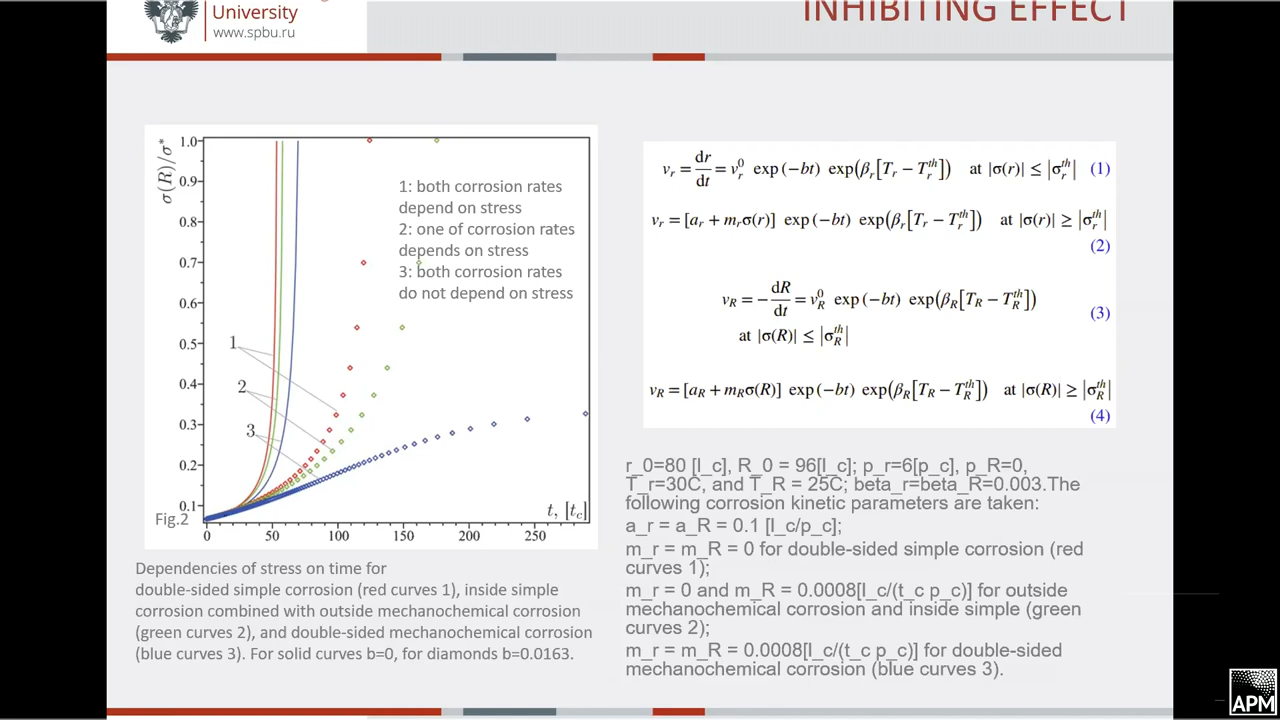 University
www.spbu.ru
INHIBITING EFFECT
σ(R)/σ*
1.0
0.9
0.8
0.7
0.6
0.5
0.4
0.3
0.2
0.1
1: both corrosion rates
depend on stress
2: one of corrosion rates
depends on stress
3: both corrosion rates
do not depend on stress
1
2
3
Fig.2
t, [t_c]
0 50 100 150 200 250
Dependencies of stress on time for
double-sided simple corrosion (red curves 1), inside simple
corrosion combined with outside mechanochemical corrosion
(green curves 2), and double-sided mechanochemical corrosion
(blue curves 3). For solid curves b=0, for diamonds b=0.0163.
v_r = dr/dt = v_r^0 exp(−bt) exp(β_r[T_r − T_r^th]) at |σ(r)| ≤ |σ_r^th| (1)
v_r = [a_r + m_rσ(r)] exp(−bt) exp(β_r[T_r − T_r^th]) at |σ(r)| ≥ |σ_r^th|
(2)
v_R = −dR/dt = v_R^0 exp(−bt) exp(β_R[T_R − T_R^th])
(3)
at |σ(R)| ≤ |σ_R^th|
v_R = [a_R + m_Rσ(R)] exp(−bt) exp(β_R[T_R − T_R^th]) at |σ(R)| ≥ |σ_R^th|
(4)
r_0=80 [l_c], R_0 = 96[l_c]; p_r=6[p_c], p_R=0,
T_r=30C, and T_R = 25C; beta_r=beta_R=0.003.The
following corrosion kinetic parameters are taken:
a_r = a_R = 0.1 [l_c/p_c];
m_r = m_R = 0 for double-sided simple corrosion (red
curves 1);
m_r = 0 and m_R = 0.0008[l_c/(t_c p_c)] for outside
mechanochemical corrosion and inside simple (green
curves 2);
m_r = m_R = 0.0008[l_c/(t_c p_c)] for double-sided
mechanochemical corrosion (blue curves 3).
APM